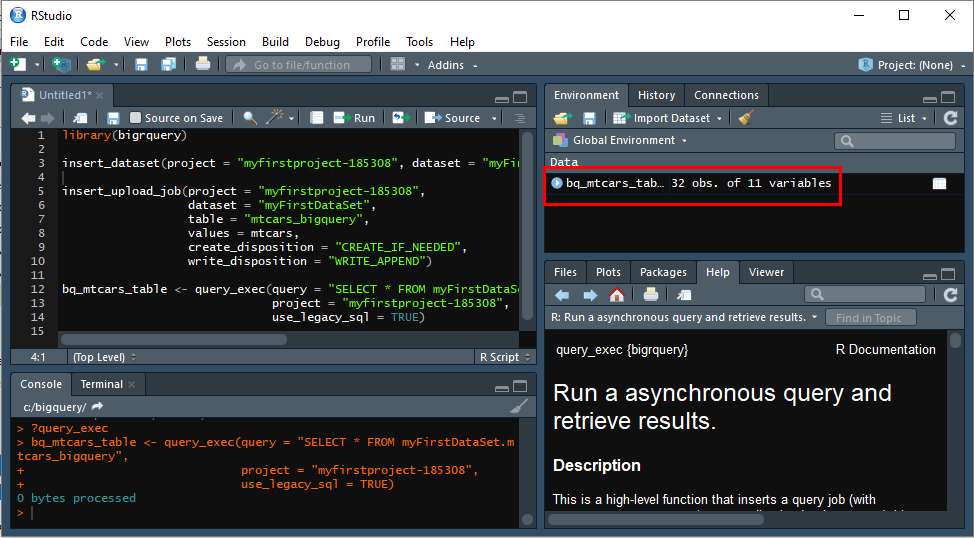 RStudio
File Edit Code View Plots Session Build Debug Profile Tools Help
Go to file/function Addins Project: (None)
Untitled1*
Source on Save Run Source
1 library(bigrquery)
2
3 insert_dataset(project = "myfirstproject-185308", dataset = "myFi
4
5 insert_upload_job(project = "myfirstproject-185308",
6 dataset = "myFirstDataSet",
7 table = "mtcars_bigquery",
8 values = mtcars,
9 create_disposition = "CREATE_IF_NEEDED",
10 write_disposition = "WRITE_APPEND")
11
12 bq_mtcars_table <- query_exec(query = "SELECT * FROM myFirstDataSe
13 project = "myfirstproject-185308",
14 use_legacy_sql = TRUE)
15
4:1 (Top Level) R Script
Console Terminal
c:/bigquery/
> ?query_exec
> bq_mtcars_table <- query_exec(query = "SELECT * FROM myFirstDataSet.m
tcars_bigquery",
+ project = "myfirstproject-185308",
+ use_legacy_sql = TRUE)
0 bytes processed
>
Environment History Connections
Import Dataset List
Global Environment
Data
bq_mtcars_tab… 32 obs. of 11 variables
Files Plots Packages Help Viewer
R: Run a asynchronous query and retrieve results. Find in Topic
query_exec {bigrquery} R Documentation
Run a asynchronous query and
retrieve results.
Description
This is a high-level function that inserts a query job (with